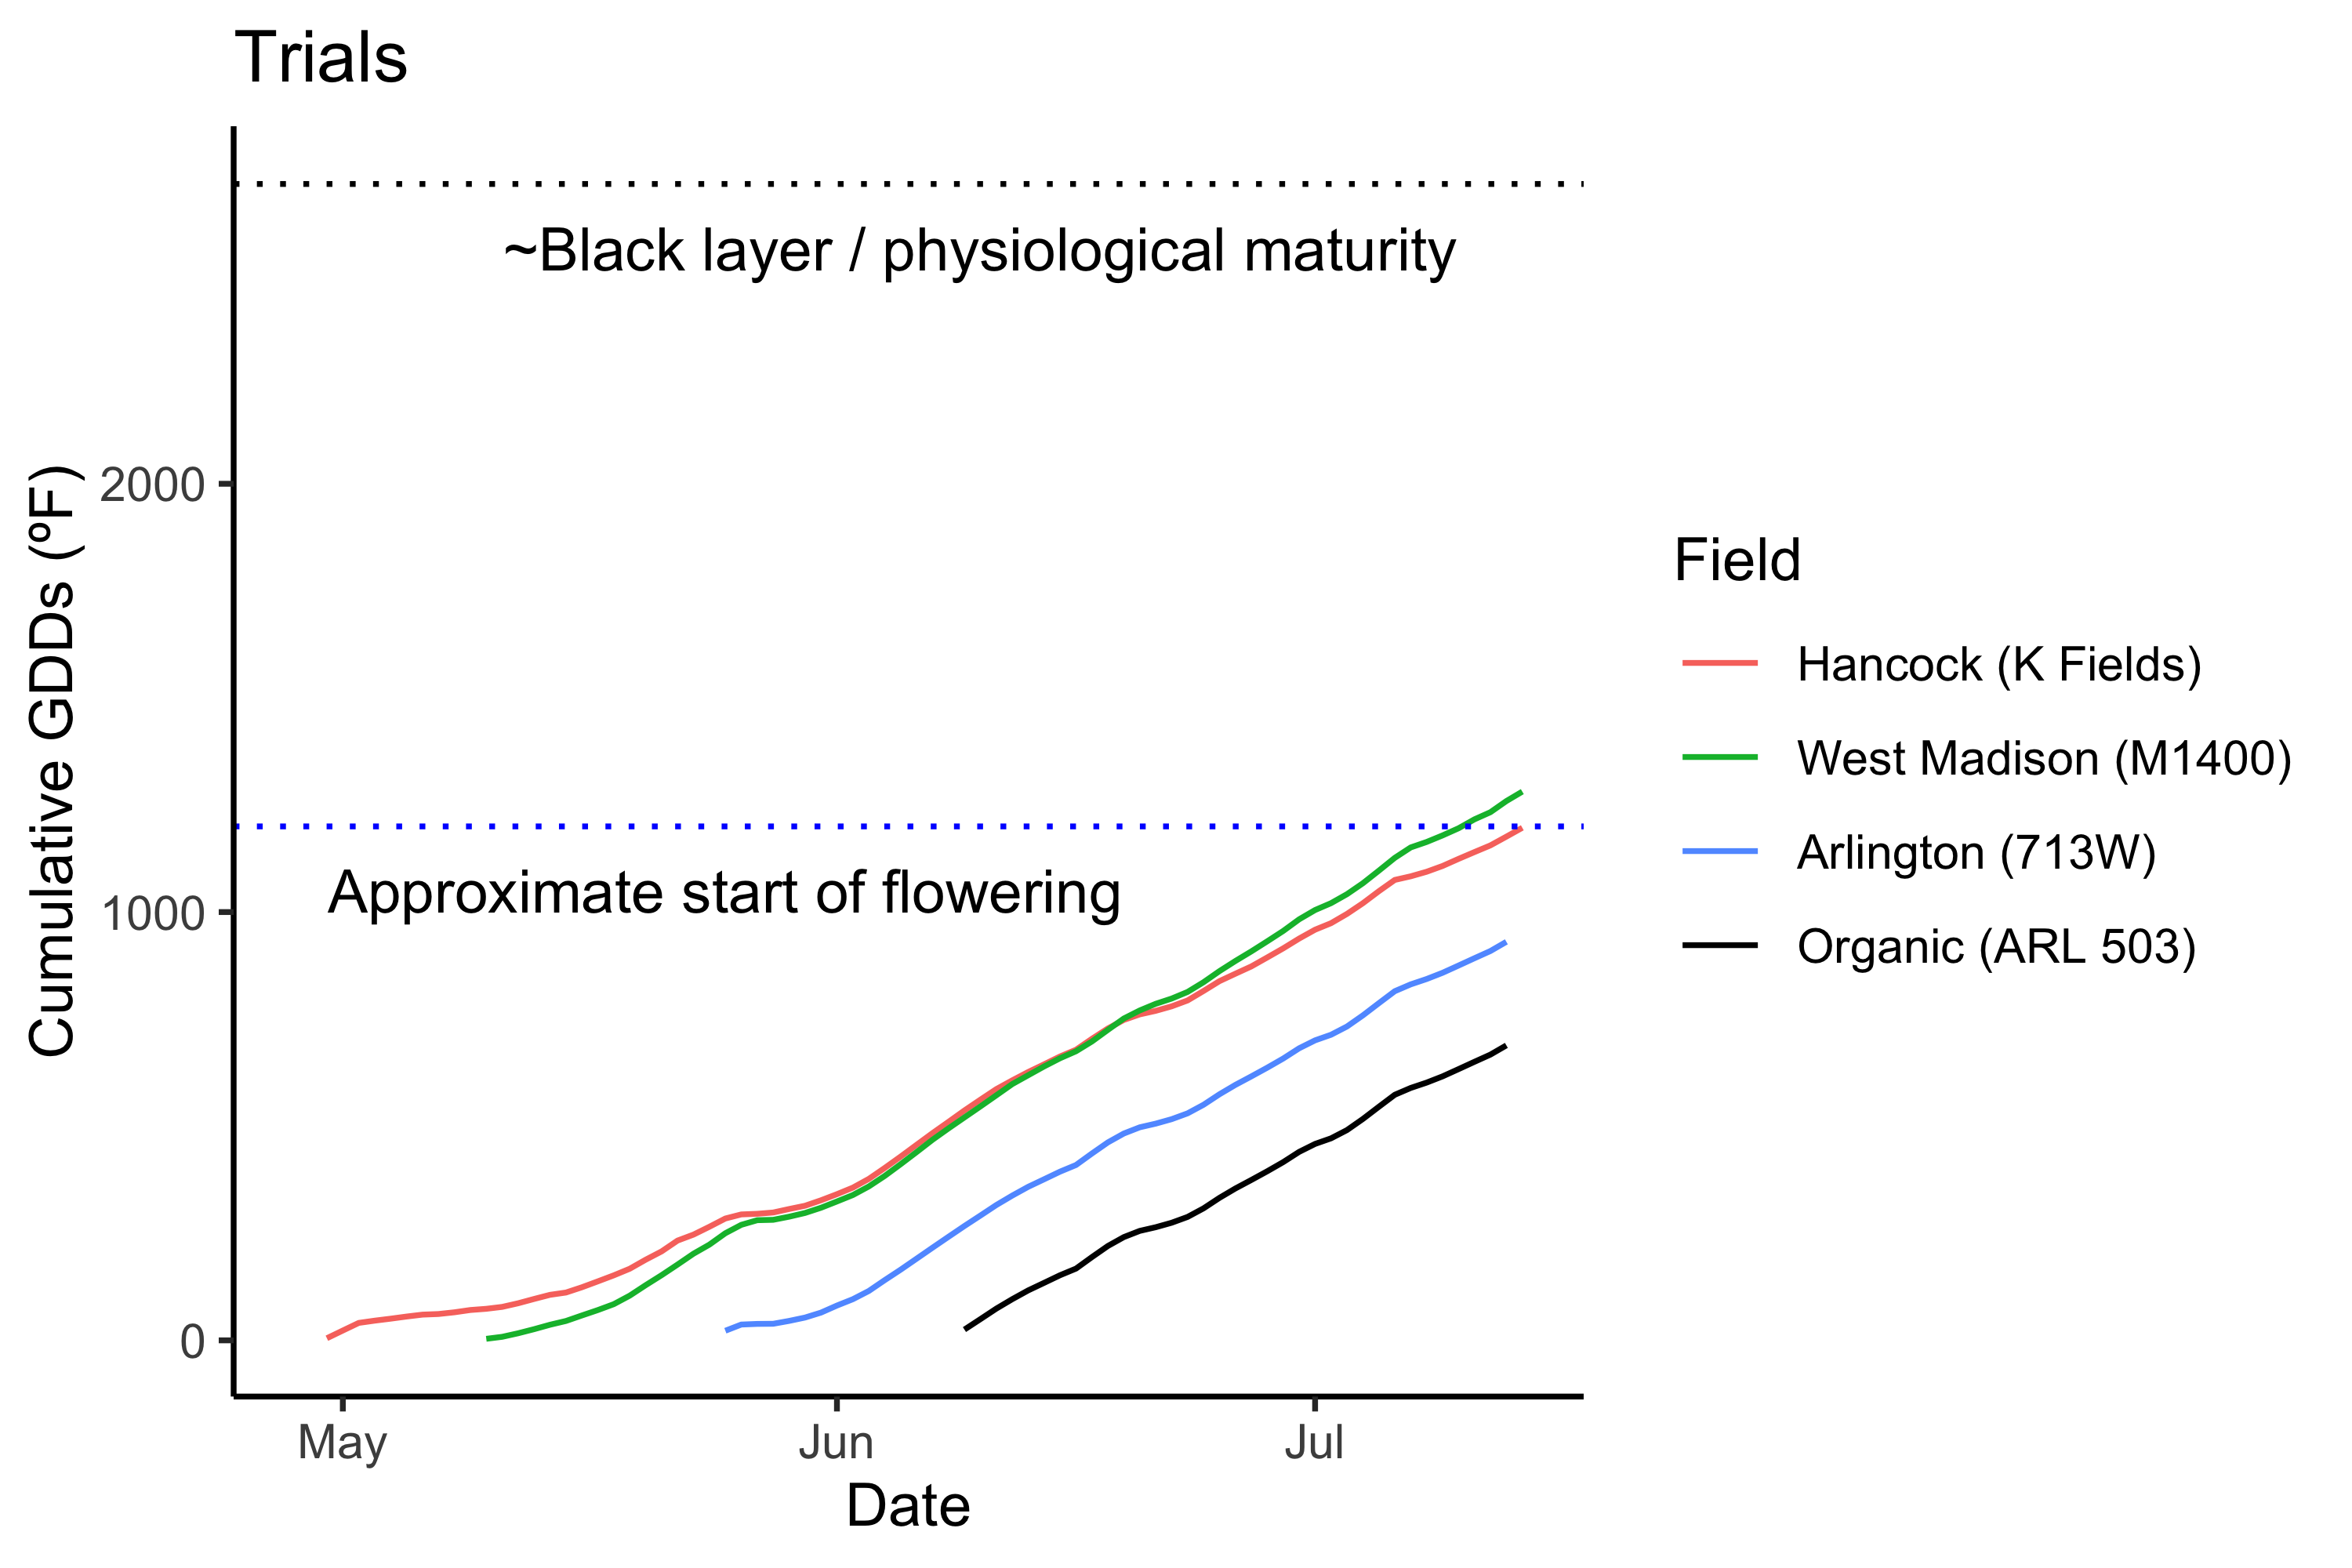 Trials
~Black layer / physiological maturity
2000
Cumulative GDDs (ºF)
Approximate start of flowering
1000
0
May
Jun
Jul
Date
Field
Hancock (K Fields)
West Madison (M1400)
Arlington (713W)
Organic (ARL 503)